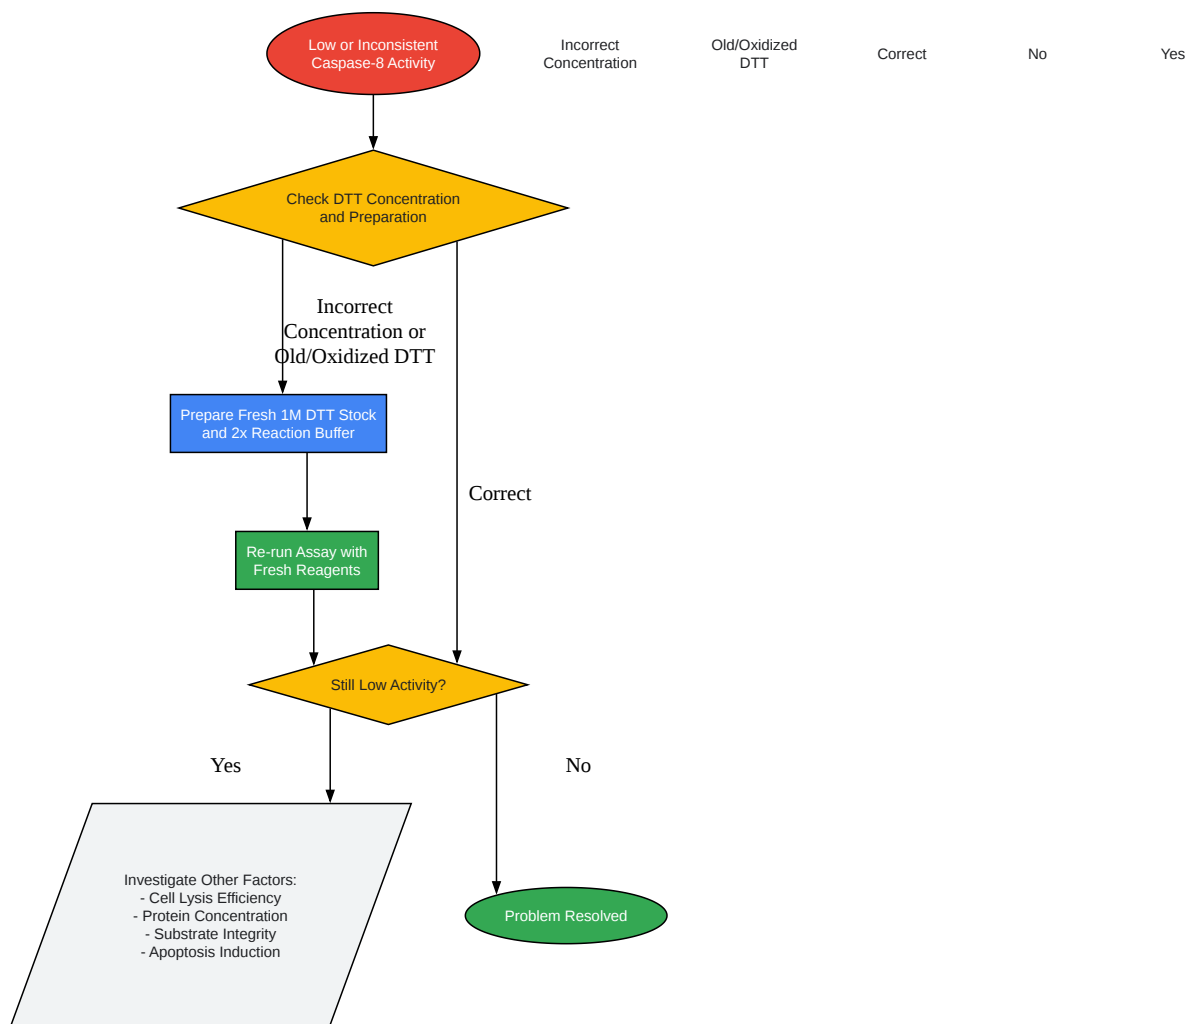 Low or Inconsistent
Caspase-8 Activity
Incorrect
Concentration
Old/Oxidized
DTT
Correct
No
Yes
Check DTT Concentration
and Preparation
Incorrect
Concentration or
Old/Oxidized DTT
Prepare Fresh 1M DTT Stock
and 2x Reaction Buffer
Correct
Re-run Assay with
Fresh Reagents
Still Low Activity?
Yes
No
Investigate Other Factors:
- Cell Lysis Efficiency
- Protein Concentration
- Substrate Integrity
- Apoptosis Induction
Problem Resolved